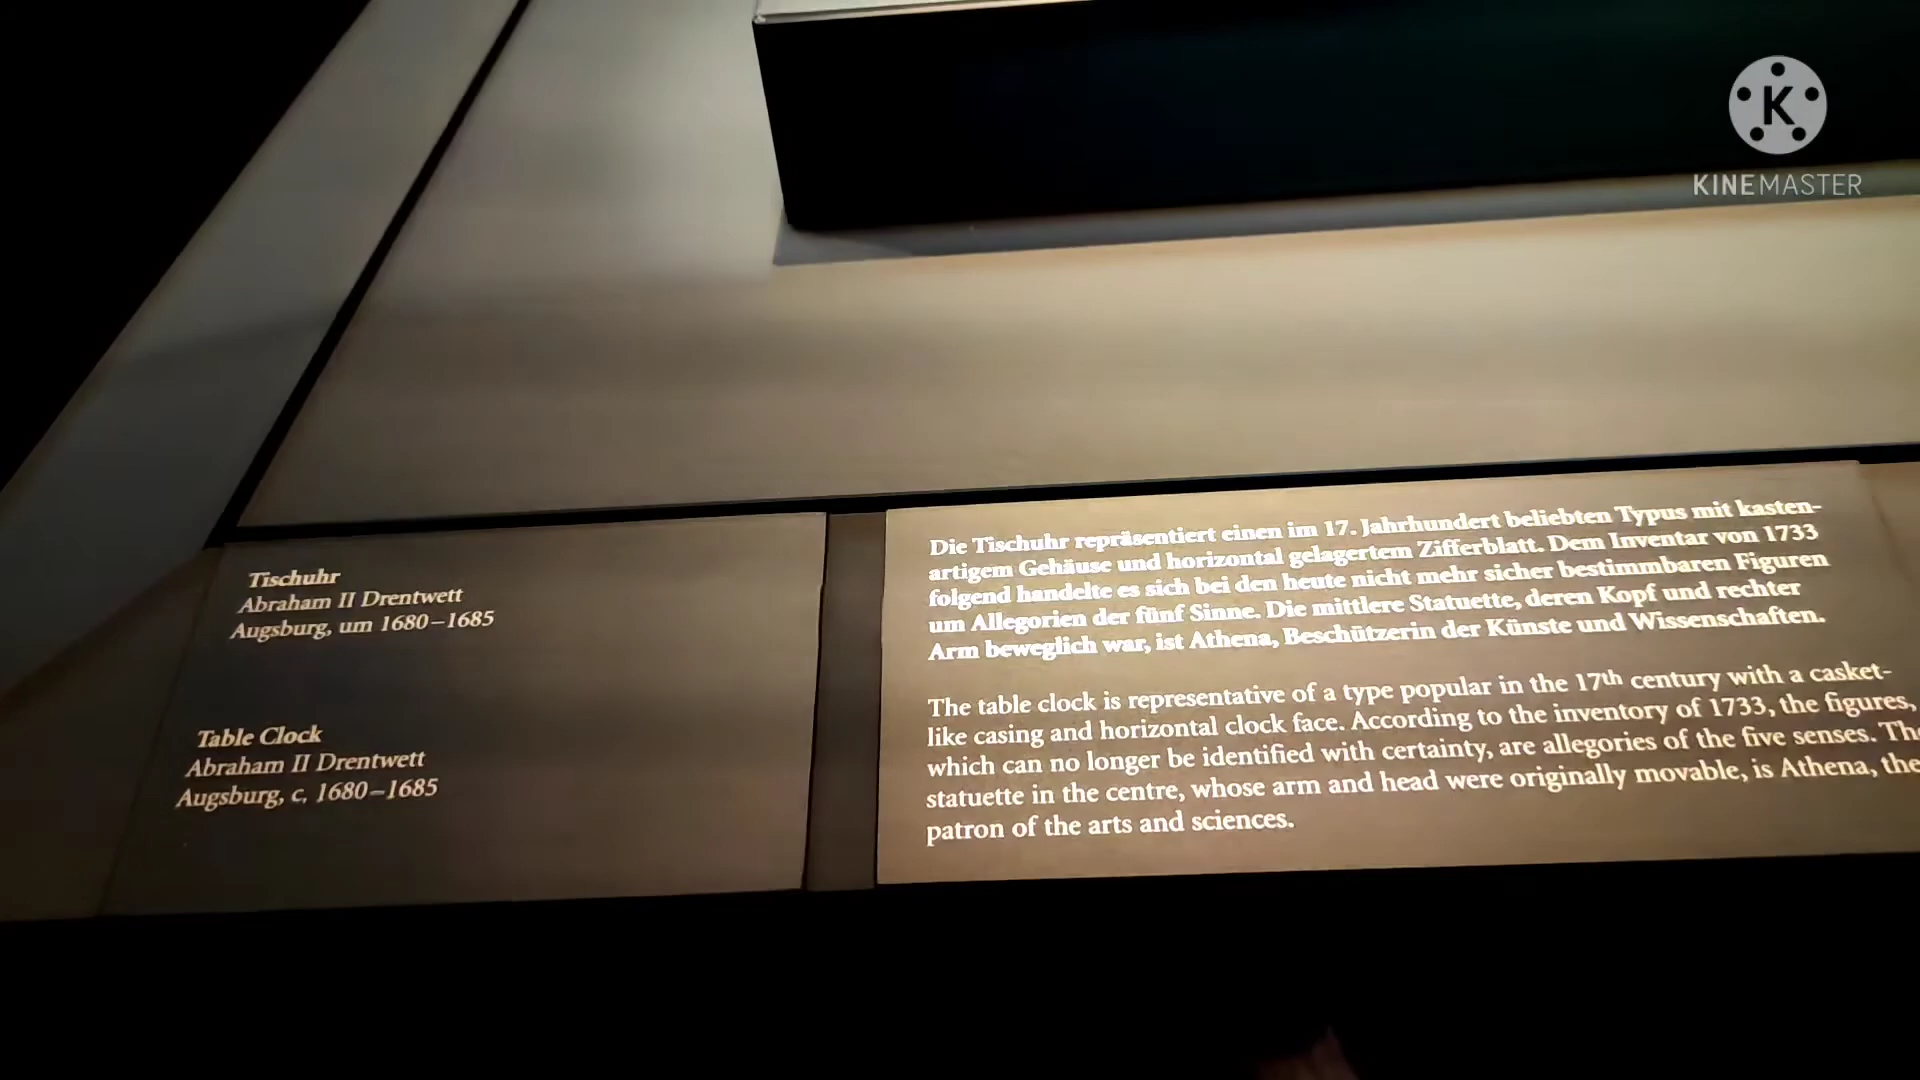 KINEMASTER
Tischuhr
Abraham II Drentwett
Augsburg, um 1680–1685
Table Clock
Abraham II Drentwett
Augsburg, c. 1680–1685
Die Tischuhr repräsentiert einen im 17. Jahrhundert beliebten Typus mit kasten-
artigem Gehäuse und horizontal gelagertem Zifferblatt. Dem Inventar von 1733
folgend handelte es sich bei den heute nicht mehr sicher bestimmbaren Figuren
um Allegorien der fünf Sinne. Die mittlere Statuette, deren Kopf und rechter
Arm beweglich war, ist Athena, Beschützerin der Künste und Wissenschaften.
The table clock is representative of a type popular in the 17th century with a casket-
like casing and horizontal clock face. According to the inventory of 1733, the figures,
which can no longer be identified with certainty, are allegories of the five senses. The
statuette in the centre, whose arm and head were originally movable, is Athena, the
patron of the arts and sciences.